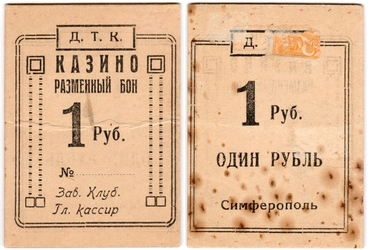 Д. Т. К.
КАЗИНО
РАЗМЕННЫЙ БОН
1 Руб.
№
Зав. Клуб.
Гл. кассир
Д.
1 Руб.
ОДИН РУБЛЬ
Симферополь